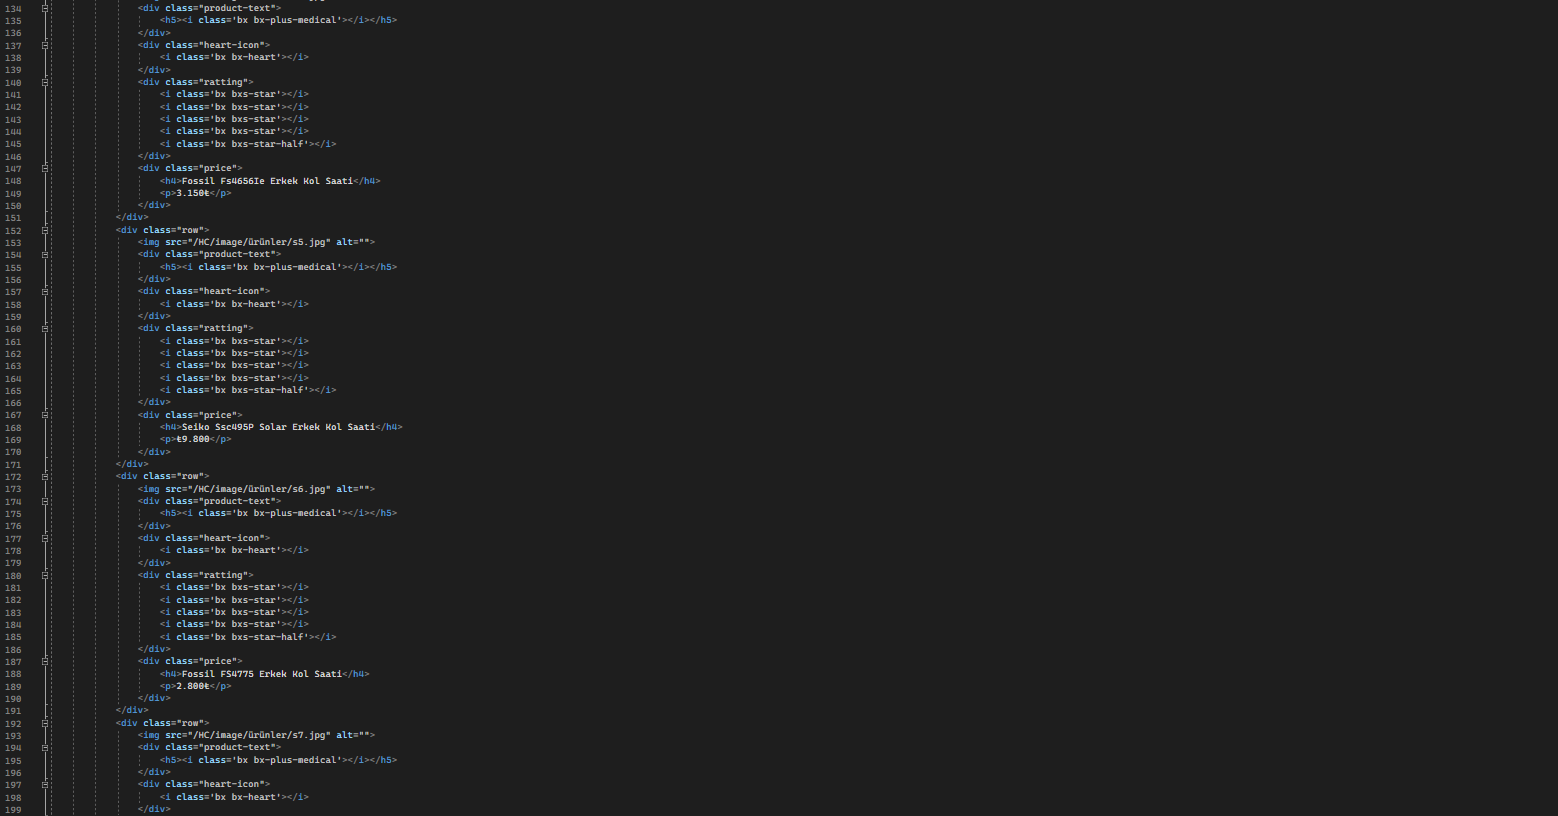 134 <div class="product-text">
135 <h5><i class='bx bx-plus-medical'></i></h5>
136 </div>
137 <div class="heart-icon">
138 <i class='bx bx-heart'></i>
139 </div>
140 <div class="ratting">
141 <i class='bx bxs-star'></i>
142 <i class='bx bxs-star'></i>
143 <i class='bx bxs-star'></i>
144 <i class='bx bxs-star'></i>
145 <i class='bx bxs-star-half'></i>
146 </div>
147 <div class="price">
148 <h4>Fossil Fs4656Ie Erkek Kol Saati</h4>
149 <p>3.150₺</p>
150 </div>
151 </div>
152 <div class="row">
153 <img src="/HC/image/ürünler/s5.jpg" alt="">
154 <div class="product-text">
155 <h5><i class='bx bx-plus-medical'></i></h5>
156 </div>
157 <div class="heart-icon">
158 <i class='bx bx-heart'></i>
159 </div>
160 <div class="ratting">
161 <i class='bx bxs-star'></i>
162 <i class='bx bxs-star'></i>
163 <i class='bx bxs-star'></i>
164 <i class='bx bxs-star'></i>
165 <i class='bx bxs-star-half'></i>
166 </div>
167 <div class="price">
168 <h4>Seiko Ssc495P Solar Erkek Kol Saati</h4>
169 <p>₺9.800</p>
170 </div>
171 </div>
172 <div class="row">
173 <img src="/HC/image/ürünler/s6.jpg" alt="">
174 <div class="product-text">
175 <h5><i class='bx bx-plus-medical'></i></h5>
176 </div>
177 <div class="heart-icon">
178 <i class='bx bx-heart'></i>
179 </div>
180 <div class="ratting">
181 <i class='bx bxs-star'></i>
182 <i class='bx bxs-star'></i>
183 <i class='bx bxs-star'></i>
184 <i class='bx bxs-star'></i>
185 <i class='bx bxs-star-half'></i>
186 </div>
187 <div class="price">
188 <h4>Fossil FS4775 Erkek Kol Saati</h4>
189 <p>2.800₺</p>
190 </div>
191 </div>
192 <div class="row">
193 <img src="/HC/image/ürünler/s7.jpg" alt="">
194 <div class="product-text">
195 <h5><i class='bx bx-plus-medical'></i></h5>
196 </div>
197 <div class="heart-icon">
198 <i class='bx bx-heart'></i>
199 </div>